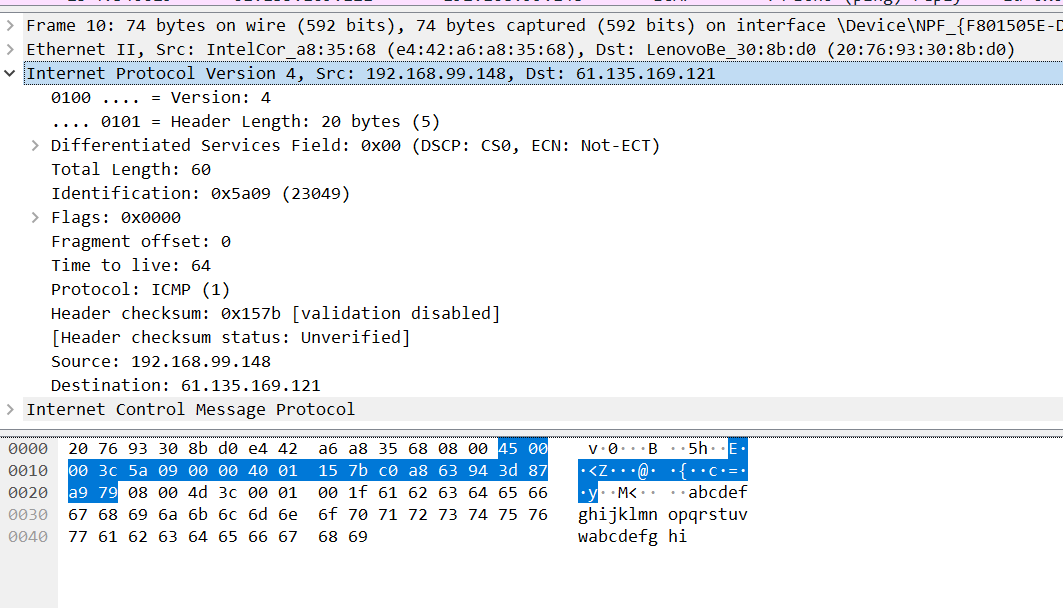 Frame 10: 74 bytes on wire (592 bits), 74 bytes captured (592 bits) on interface \Device\NPF_{F801505E-D
Ethernet II, Src: IntelCor_a8:35:68 (e4:42:a6:a8:35:68), Dst: LenovoBe_30:8b:d0 (20:76:93:30:8b:d0)
Internet Protocol Version 4, Src: 192.168.99.148, Dst: 61.135.169.121
0100 .... = Version: 4
.... 0101 = Header Length: 20 bytes (5)
Differentiated Services Field: 0x00 (DSCP: CS0, ECN: Not-ECT)
Total Length: 60
Identification: 0x5a09 (23049)
Flags: 0x0000
Fragment offset: 0
Time to live: 64
Protocol: ICMP (1)
Header checksum: 0x157b [validation disabled]
[Header checksum status: Unverified]
Source: 192.168.99.148
Destination: 61.135.169.121
Internet Control Message Protocol
0000 20 76 93 30 8b d0 e4 42 a6 a8 35 68 08 00 45 00 v·0···B ··5h··E·
0010 00 3c 5a 09 00 00 40 01 15 7b c0 a8 63 94 3d 87 ·<Z···@· ·{··c·=·
0020 a9 79 08 00 4d 3c 00 01 00 1f 61 62 63 64 65 66 ·y··M<·· ··abcdef
0030 67 68 69 6a 6b 6c 6d 6e 6f 70 71 72 73 74 75 76 ghijklmn opqrstuv
0040 77 61 62 63 64 65 66 67 68 69 wabcdefg hi